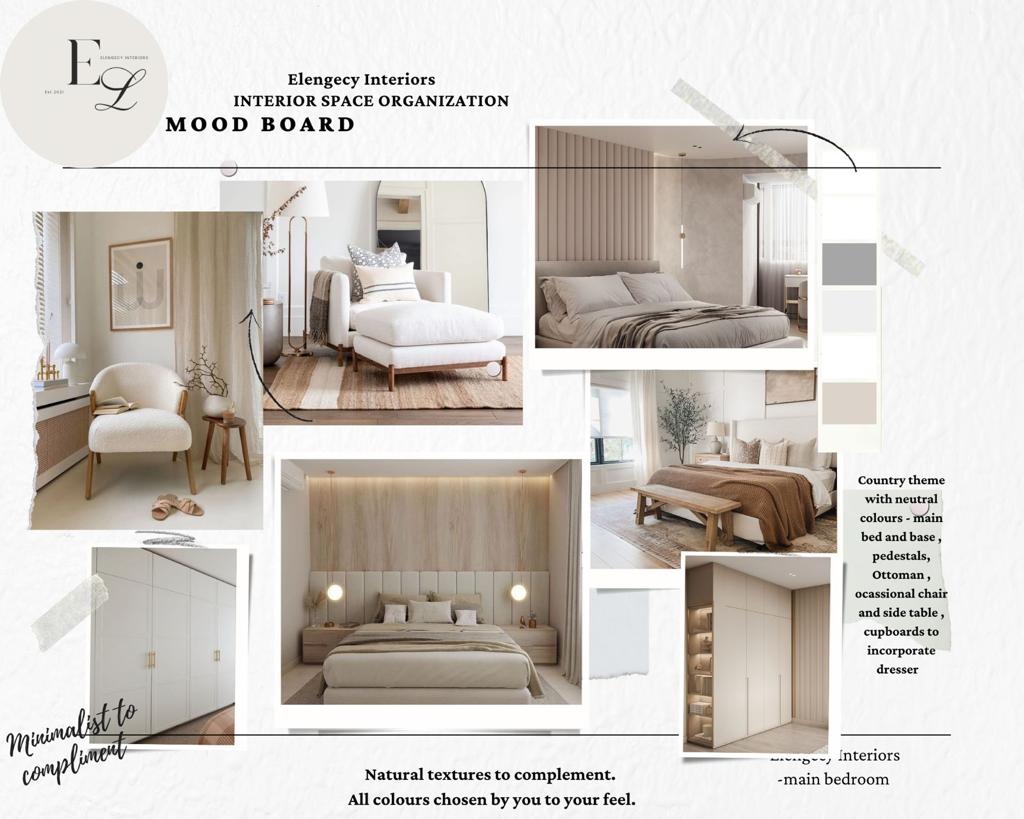 E
ELENGECY INTERIORS
L
Est. 2021
Elengecy Interiors
INTERIOR SPACE ORGANIZATION
MOOD BOARD
Country theme
with neutral
colours - main
bed and base ,
pedestals,
Ottoman ,
ocassional chair
and side table ,
cupboards to
incorporate
dresser
Minimalist to
compliment
Natural textures to complement.
All colours chosen by you to your feel.
Elengecy Interiors
-main bedroom